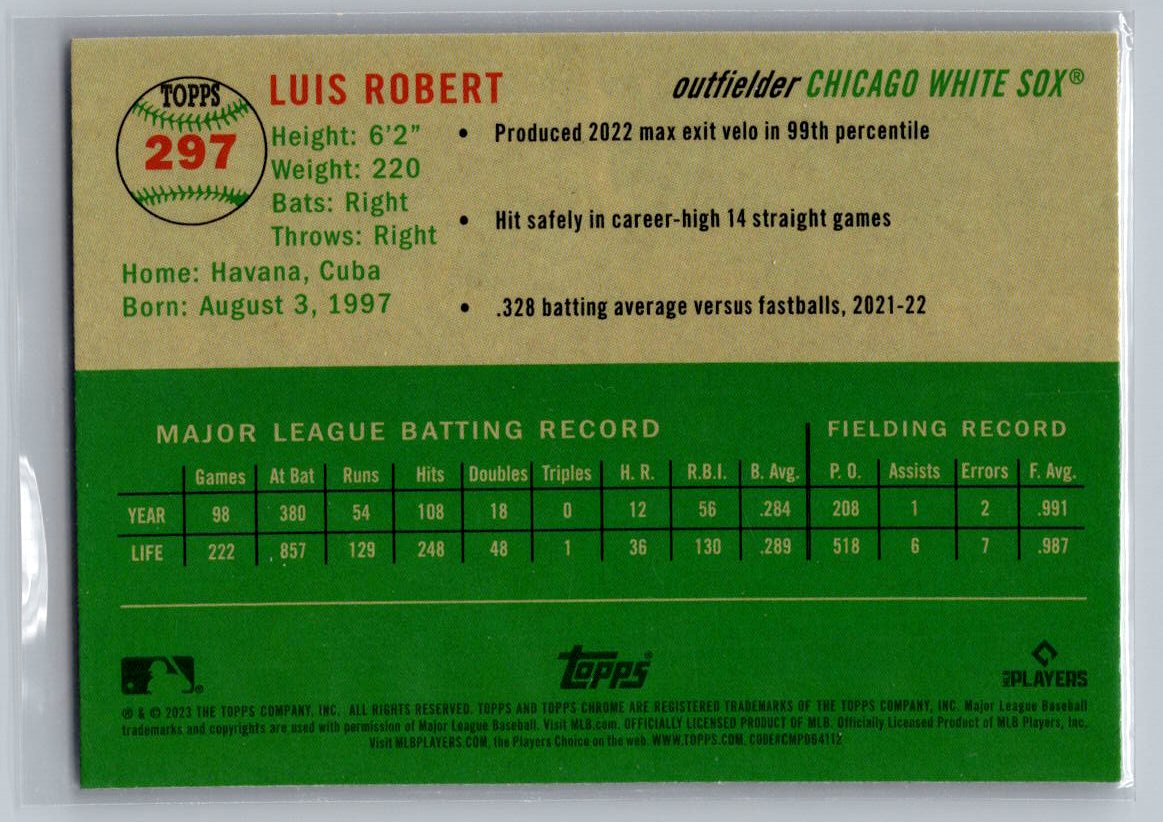 TOPPS
297
LUIS ROBERT
outfielder CHICAGO WHITE SOX®
Height: 6'2"
Weight: 220
Bats: Right
Throws: Right
Home: Havana, Cuba
Born: August 3, 1997
• Produced 2022 max exit velo in 99th percentile
• Hit safely in career-high 14 straight games
• .328 batting average versus fastballs, 2021-22
MAJOR LEAGUE BATTING RECORD FIELDING RECORD
Games At Bat Runs Hits Doubles Triples H. R. R.B.I. B. Avg. P. O. Assists Errors F. Avg.
YEAR 98 380 54 108 18 0 12 56 .284 208 1 2 .991
LIFE 222 857 129 248 48 1 36 130 .289 518 6 7 .987
Topps®
MLB PLAYERS
® & © 2023 THE TOPPS COMPANY, INC. ALL RIGHTS RESERVED. TOPPS AND TOPPS CHROME ARE REGISTERED TRADEMARKS OF THE TOPPS COMPANY, INC. Major League Baseball
trademarks and copyrights are used with permission of Major League Baseball. Visit MLB.com. OFFICIALLY LICENSED PRODUCT OF MLB. Officially Licensed Product of MLB Players, Inc.
Visit MLBPLAYERS.COM, the Players Choice on the web. WWW.TOPPS.COM. CODE#CMP064112